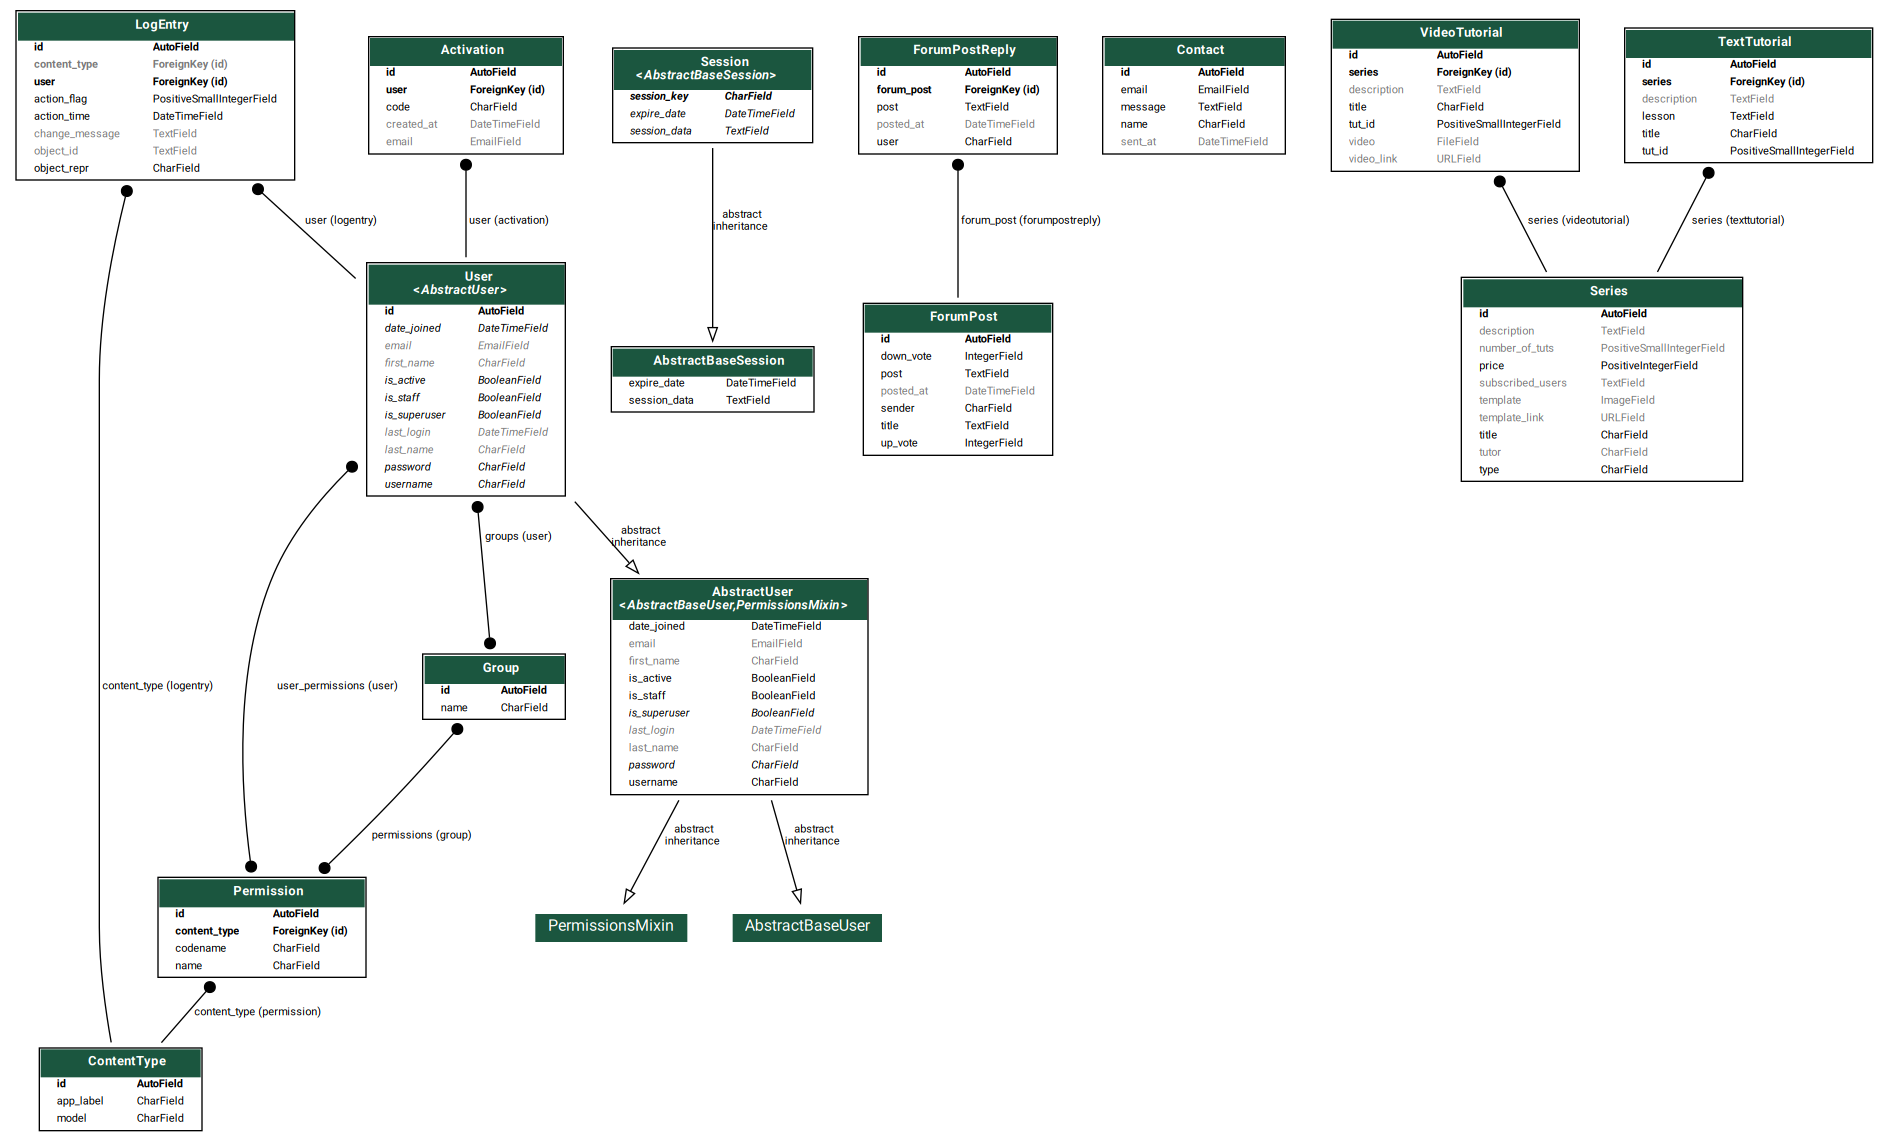 LogEntry
id AutoField
content_type ForeignKey (id)
user ForeignKey (id)
action_flag PositiveSmallIntegerField
action_time DateTimeField
change_message TextField
object_id TextField
object_repr CharField
Activation
id AutoField
user ForeignKey (id)
code CharField
created_at DateTimeField
email EmailField
Session
<AbstractBaseSession>
session_key CharField
expire_date DateTimeField
session_data TextField
ForumPostReply
id AutoField
forum_post ForeignKey (id)
post TextField
posted_at DateTimeField
user CharField
Contact
id AutoField
email EmailField
message TextField
name CharField
sent_at DateTimeField
VideoTutorial
id AutoField
series ForeignKey (id)
description TextField
title CharField
tut_id PositiveSmallIntegerField
video FileField
video_link URLField
TextTutorial
id AutoField
series ForeignKey (id)
description TextField
lesson TextField
title CharField
tut_id PositiveSmallIntegerField
user (logentry)
user (activation)
abstract
inheritance
forum_post (forumpostreply)
series (videotutorial)
series (texttutorial)
User
<AbstractUser>
id AutoField
date_joined DateTimeField
email EmailField
first_name CharField
is_active BooleanField
is_staff BooleanField
is_superuser BooleanField
last_login DateTimeField
last_name CharField
password CharField
username CharField
AbstractBaseSession
expire_date DateTimeField
session_data TextField
ForumPost
id AutoField
down_vote IntegerField
post TextField
posted_at DateTimeField
sender CharField
title TextField
up_vote IntegerField
Series
id AutoField
description TextField
number_of_tuts PositiveSmallIntegerField
price PositiveIntegerField
subscribed_users TextField
template ImageField
template_link URLField
title CharField
tutor CharField
type CharField
groups (user)
abstract
inheritance
AbstractUser
<AbstractBaseUser,PermissionsMixin>
date_joined DateTimeField
email EmailField
first_name CharField
is_active BooleanField
is_staff BooleanField
is_superuser BooleanField
last_login DateTimeField
last_name CharField
password CharField
username CharField
Group
id AutoField
name CharField
content_type (logentry)
user_permissions (user)
permissions (group)
abstract
inheritance
abstract
inheritance
Permission
id AutoField
content_type ForeignKey (id)
codename CharField
name CharField
PermissionsMixin
AbstractBaseUser
content_type (permission)
ContentType
id AutoField
app_label CharField
model CharField